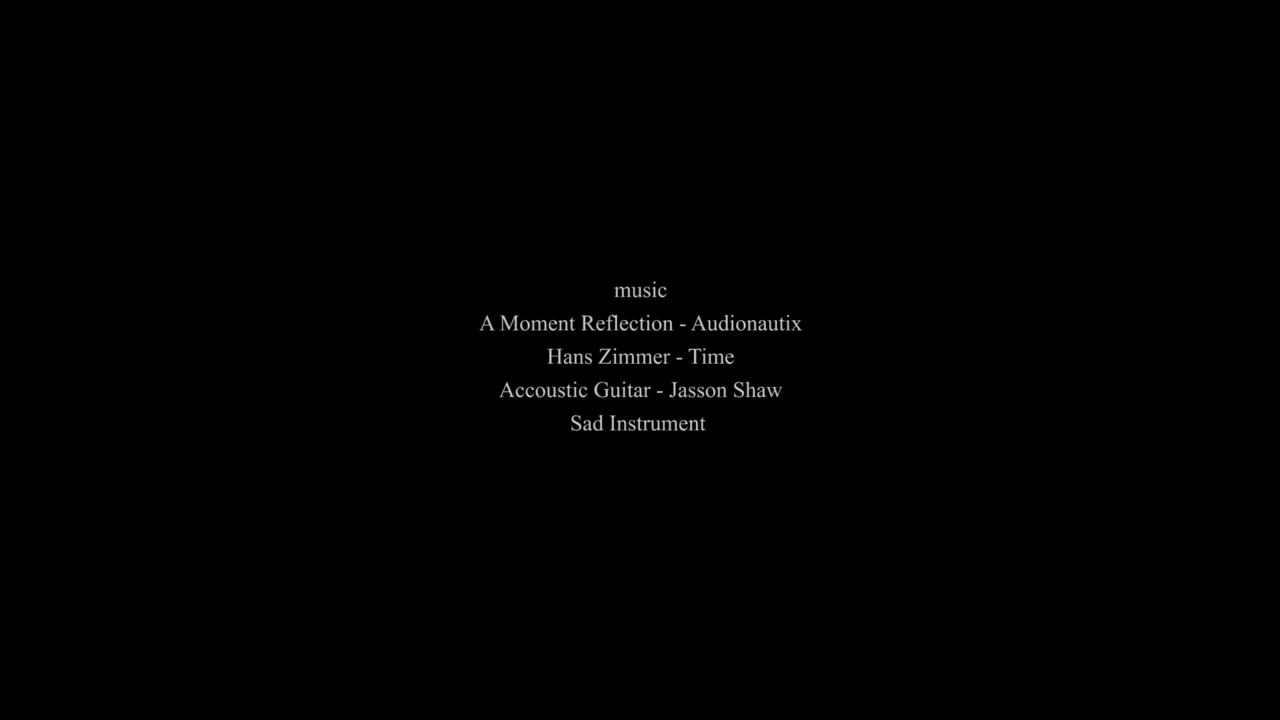 music
A Moment Reflection - Audionautix
Hans Zimmer - Time
Accoustic Guitar - Jasson Shaw
Sad Instrument